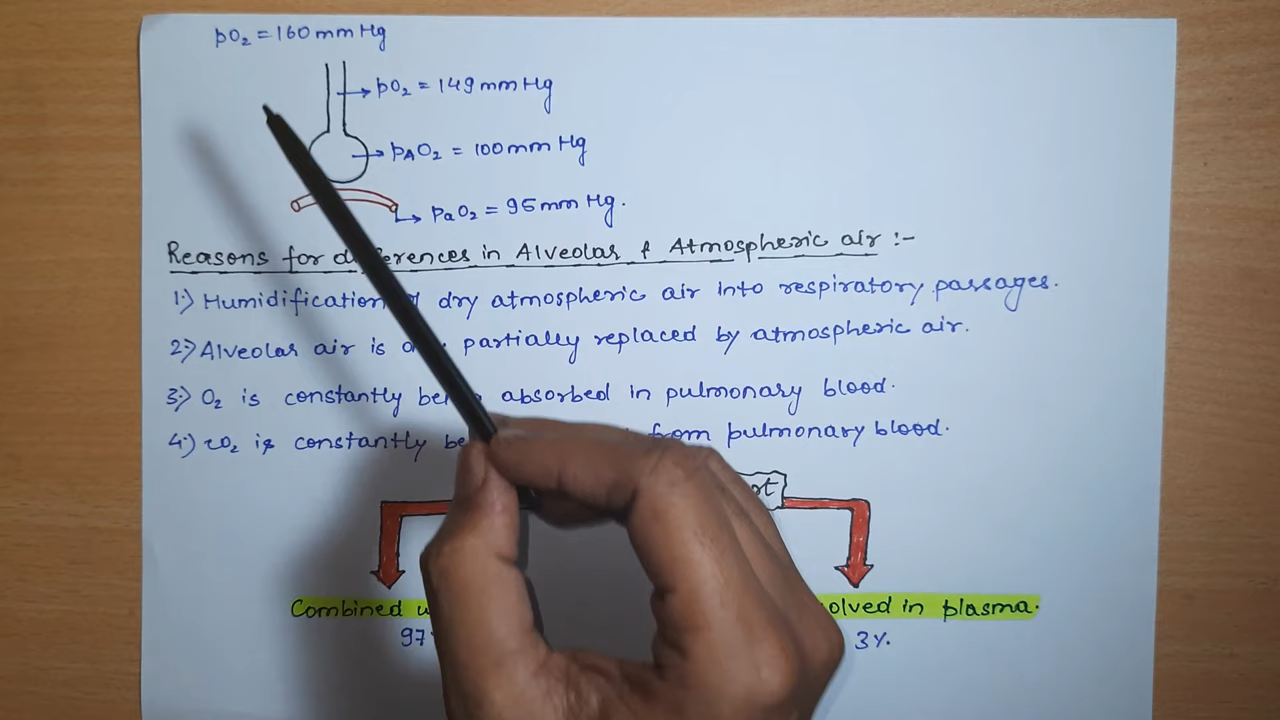 pO₂ = 160 mm Hg
pO₂ = 149 mm Hg
PAO₂ = 100 mm Hg
PaO₂ = 95 mm Hg.
Reasons for differences in Alveolar & Atmospheric air :-
1.) Humidification dry atmospheric air into respiratory passages.
2.) Alveolar air is partially replaced by atmospheric air.
3.) O₂ is constantly absorbed in pulmonary blood.
4.) CO₂ is constantly from pulmonary blood.
Combined in plasma.
97 3%.